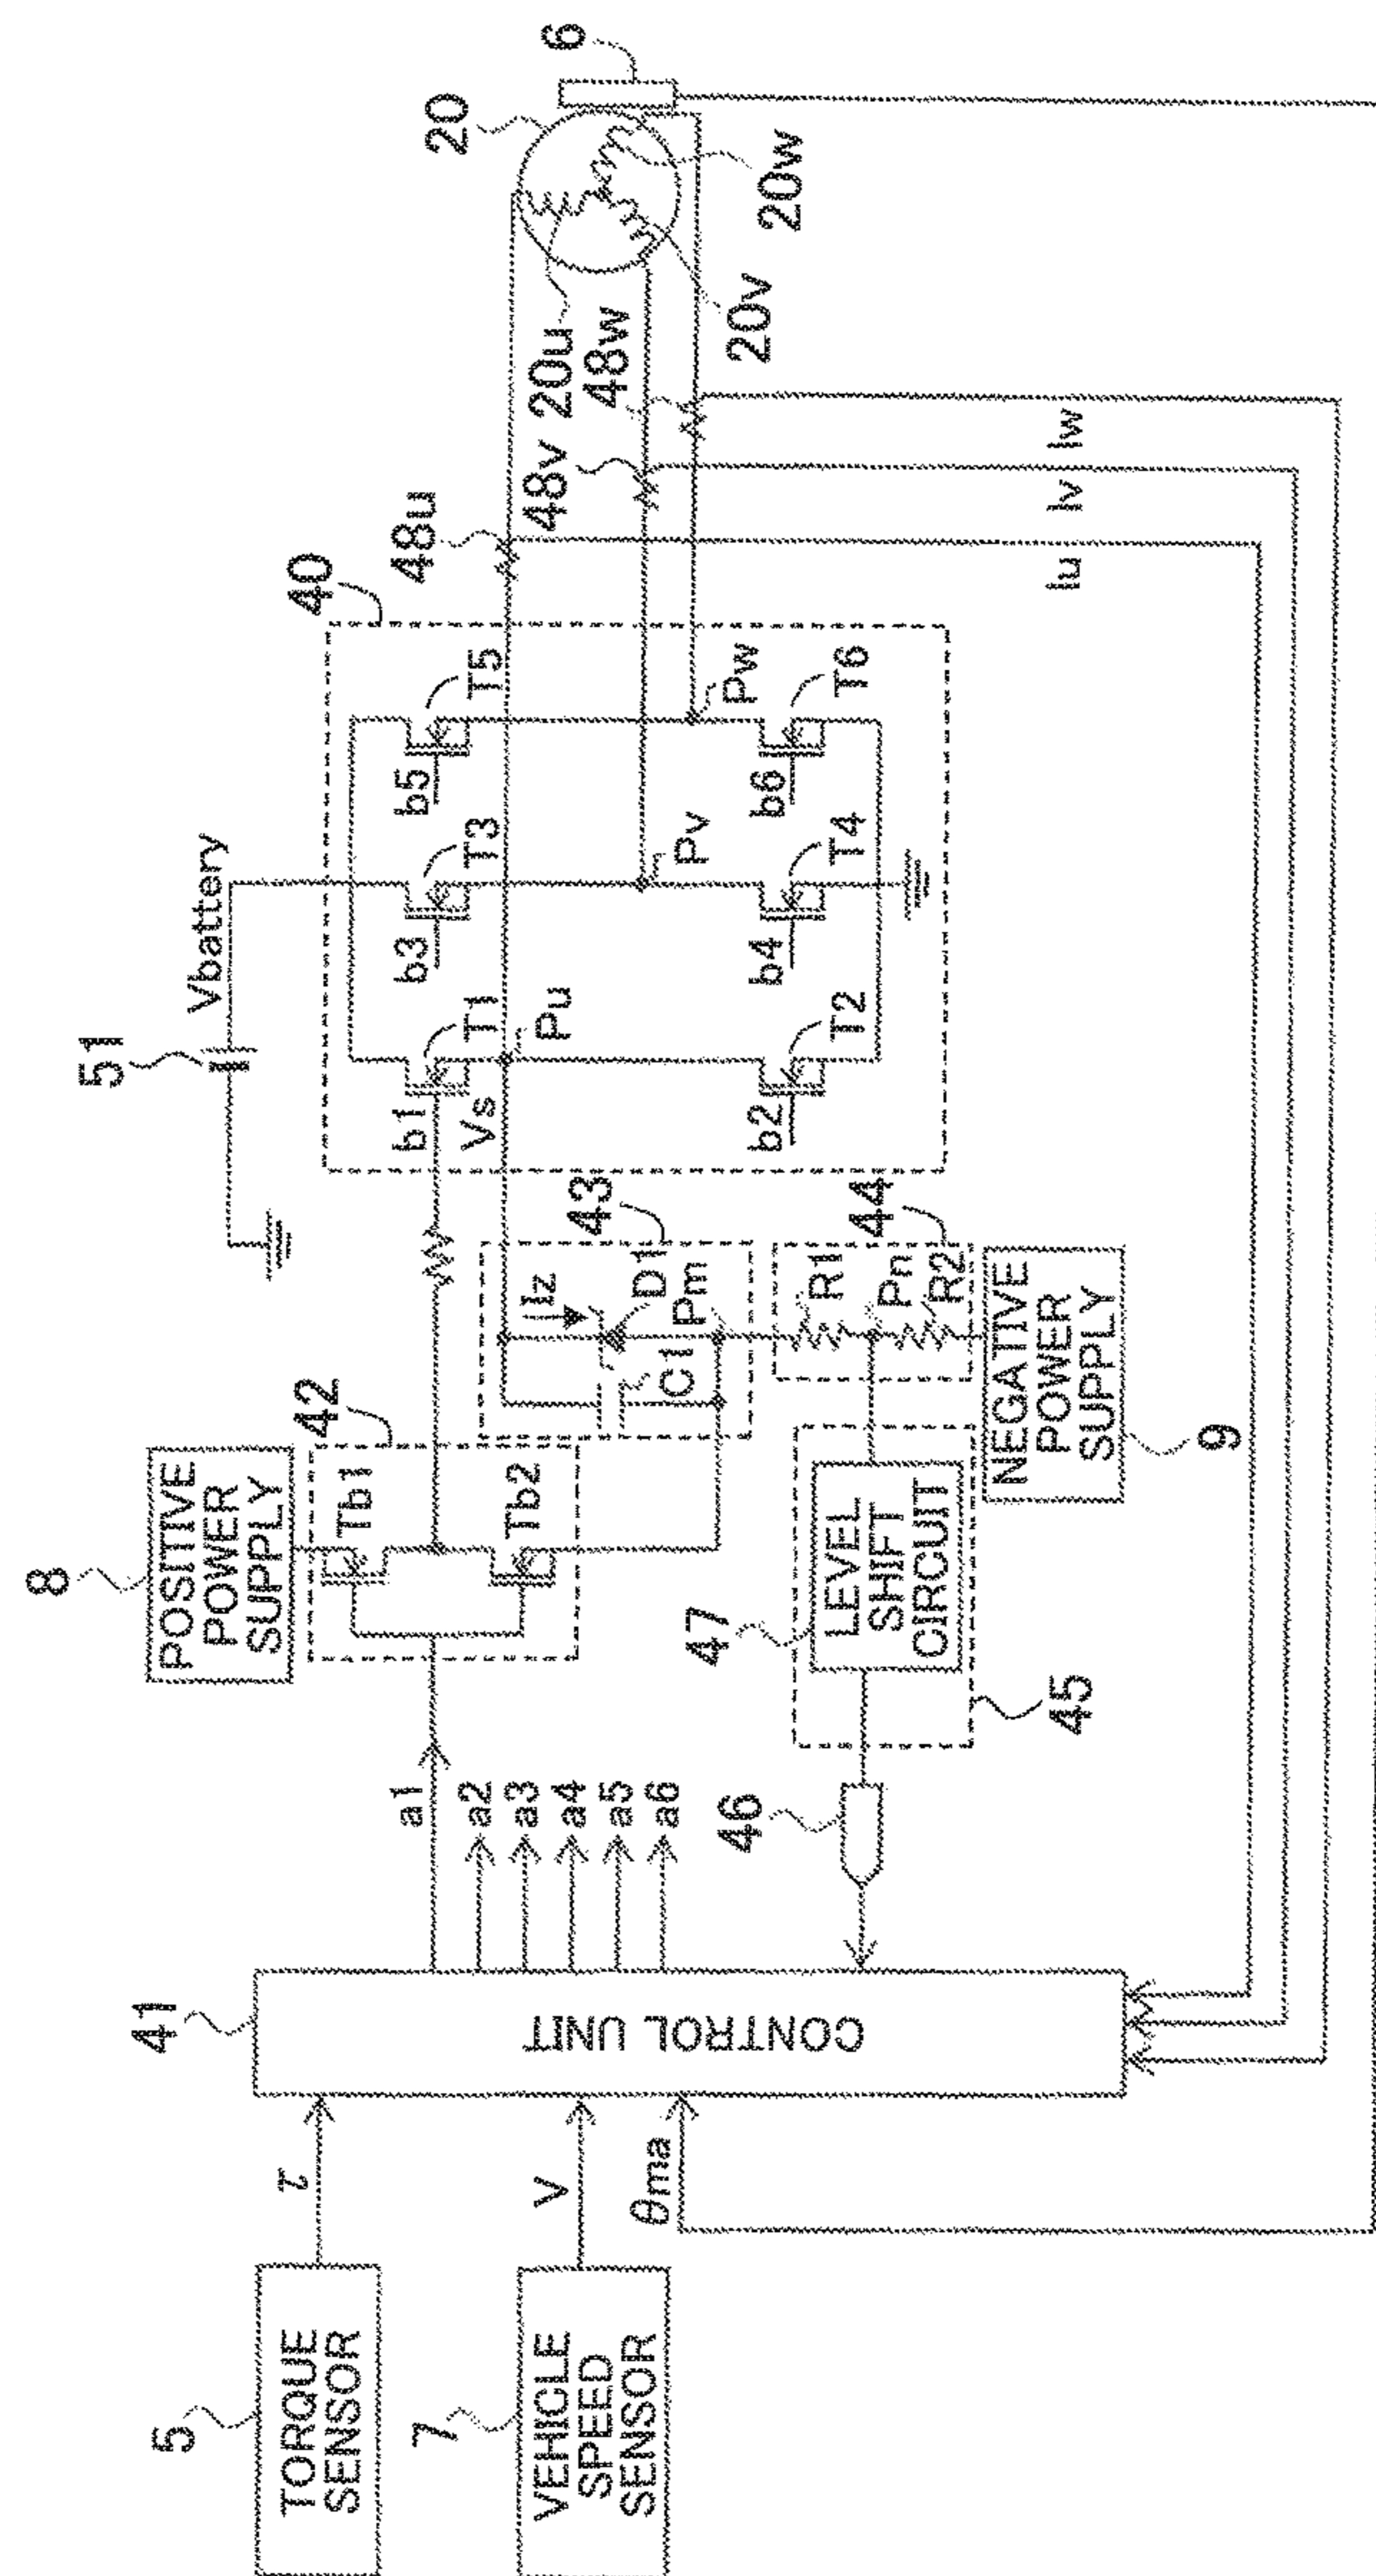 5
TORQUE
SENSOR
τ
7
VEHICLE
SPEED
SENSOR
V
θma
41
CONTROL UNIT
a1
a2
a3
a4
a5
a6
46
8
POSITIVE
POWER
SUPPLY
42
Tb1
Tb2
47
LEVEL
SHIFT
CIRCUIT
45
43
Iz
D1
C1
Pm
44
R1
Pn
R2
NEGATIVE
POWER
SUPPLY
9
51
Vbattery
40
b1
T1
Vs
Pu
b2
T2
b3
T3
Pv
b4
T4
b5
T5
Pw
b6
T6
48u
48v
48w
Iu
Iv
Iw
20
20u
20v
20w
6